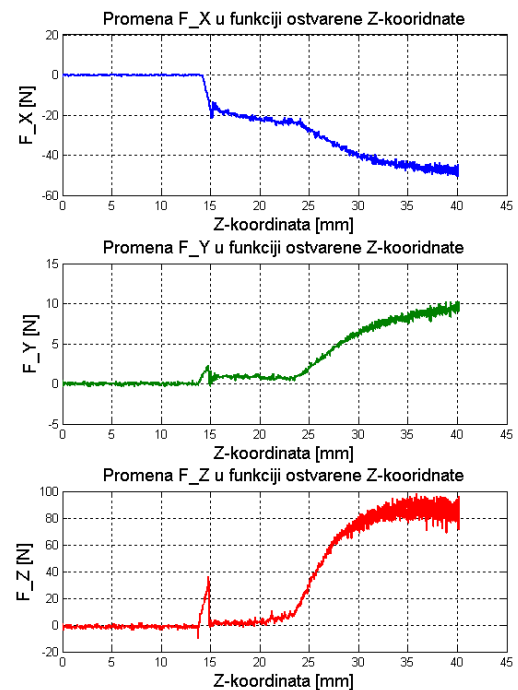 Promena F_X u funkciji ostvarene Z-kooridnate
20
0
-20
-40
-60
F_X [N]
0 5 10 15 20 25 30 35 40 45
Z-koordinata [mm]
Promena F_Y u funkciji ostvarene Z-kooridnate
15
10
5
0
-5
F_Y [N]
0 5 10 15 20 25 30 35 40 45
Z-koordinata [mm]
Promena F_Z u funkciji ostvarene Z-kooridnate
100
80
60
40
20
0
-20
F_Z [N]
0 5 10 15 20 25 30 35 40 45
Z-koordinata [mm]